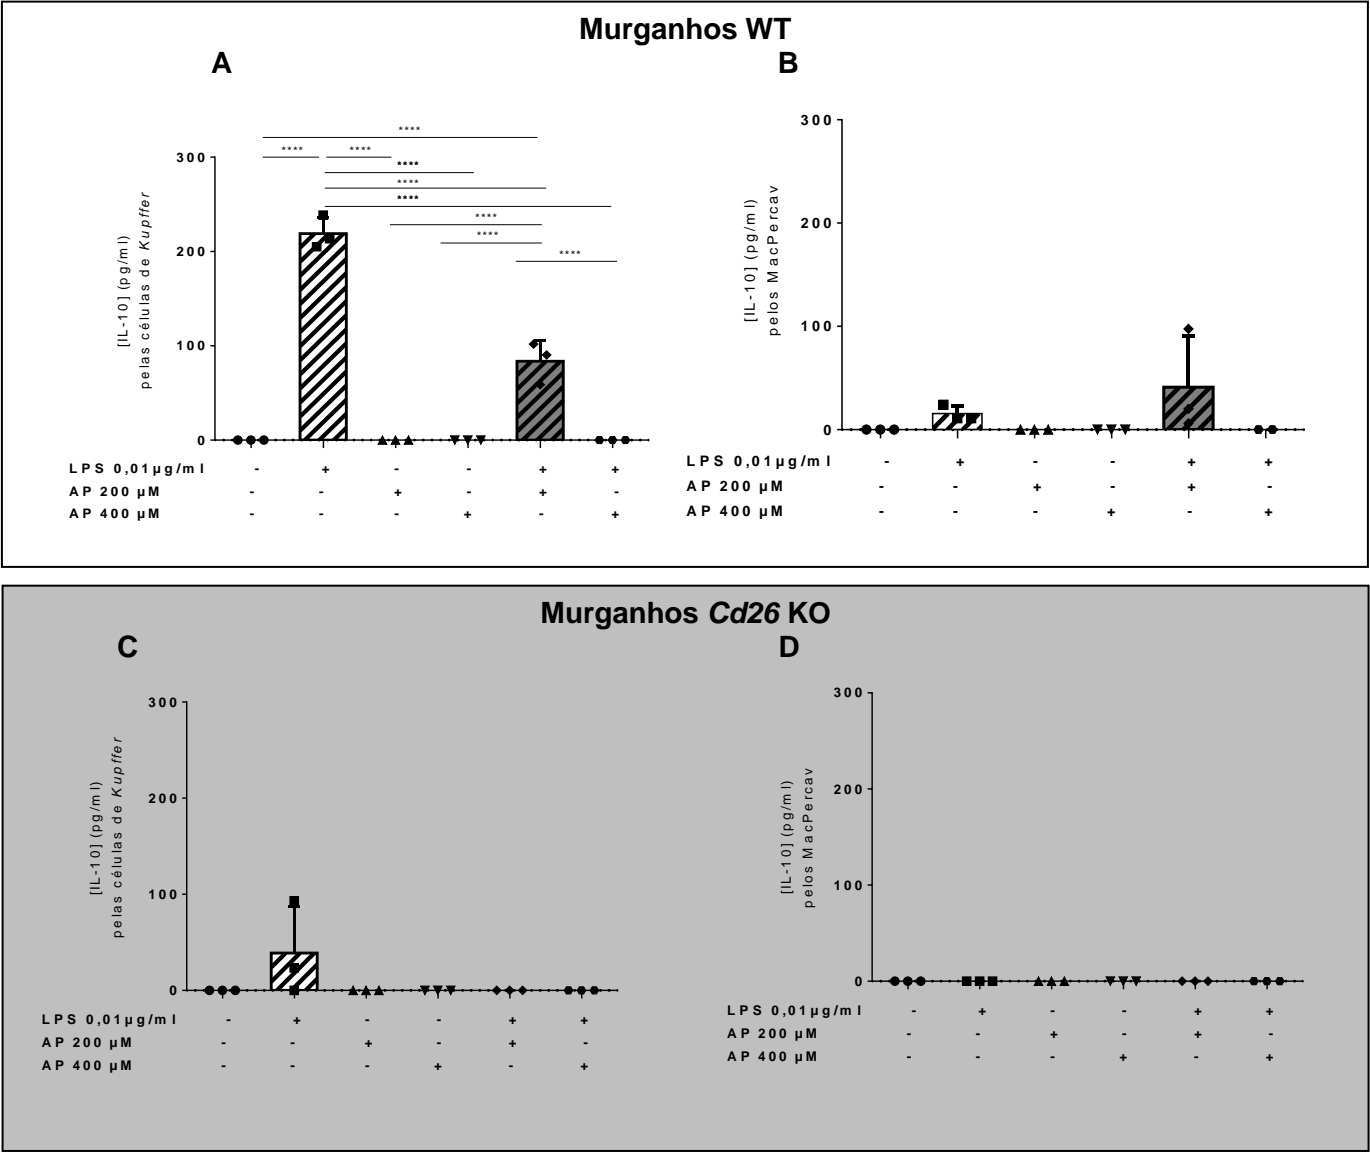 Murganhos WT
A
B
****
**** ****
****
****
****
****
****
****
300
200
100
0
[IL-10] (pg/ml)
pelas células de Kupffer
LPS 0,01µg/ml - + - - + +
AP 200 µM - - + - + -
AP 400 µM - - - + - +
300
200
100
0
[IL-10] (pg/ml)
pelos MacPercav
LPS 0,01µg/ml - + - - + +
AP 200 µM - - + - + -
AP 400 µM - - - + - +
Murganhos Cd26 KO
C
D
300
200
100
0
[IL-10] (pg/ml)
pelas células de Kupffer
LPS 0,01µg/ml - + - - + +
AP 200 µM - - + - + -
AP 400 µM - - - + - +
300
200
100
0
[IL-10] (pg/ml)
pelos MacPercav
LPS 0,01µg/ml - + - - + +
AP 200 µM - - + - + -
AP 400 µM - - - + - +